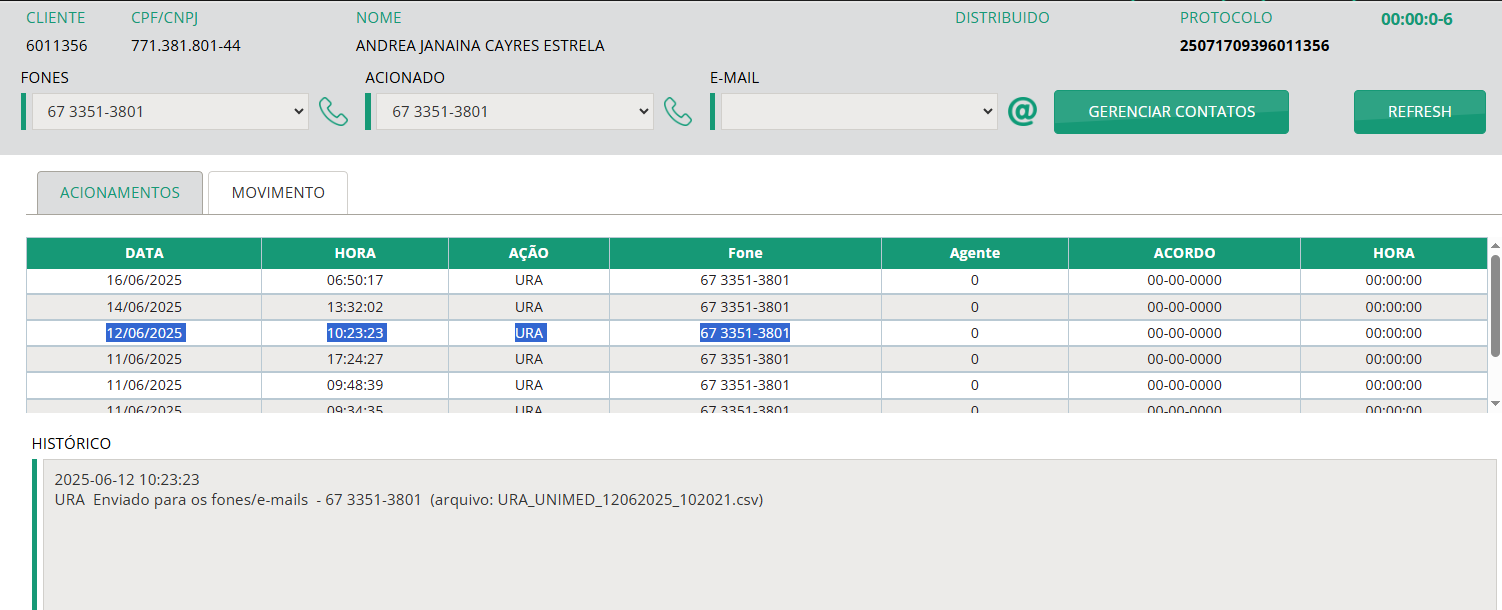 CLIENTE CPF/CNPJ NOME DISTRIBUIDO PROTOCOLO 00:00:0-6
6011356 771.381.801-44 ANDREA JANAINA CAYRES ESTRELA 25071709396011356
FONES ACIONADO E-MAIL
67 3351-3801 67 3351-3801 @ GERENCIAR CONTATOS REFRESH
ACIONAMENTOS MOVIMENTO
DATA HORA AÇÃO Fone Agente ACORDO HORA
16/06/2025 06:50:17 URA 67 3351-3801 0 00-00-0000 00:00:00
14/06/2025 13:32:02 URA 67 3351-3801 0 00-00-0000 00:00:00
12/06/2025 10:23:23 URA 67 3351-3801 0 00-00-0000 00:00:00
11/06/2025 17:24:27 URA 67 3351-3801 0 00-00-0000 00:00:00
11/06/2025 09:48:39 URA 67 3351-3801 0 00-00-0000 00:00:00
11/06/2025 09:34:35 URA 67 3351-3801 0 00-00-0000 00:00:00
HISTÓRICO
2025-06-12 10:23:23
URA Enviado para os fones/e-mails - 67 3351-3801 (arquivo: URA_UNIMED_12062025_102021.csv)